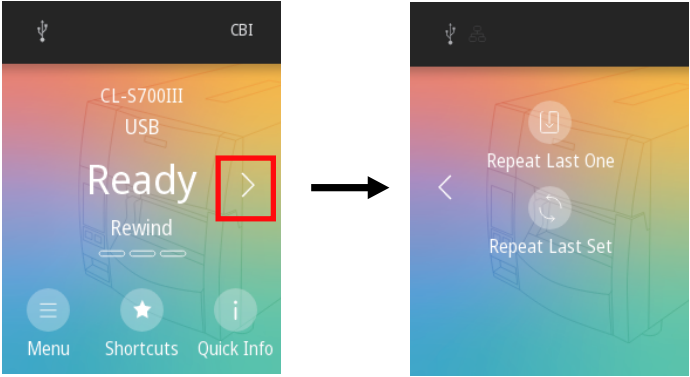 CBI
CL-S700III
USB
Ready
Rewind
Menu
Shortcuts
Quick Info
Repeat Last One
Repeat Last Set